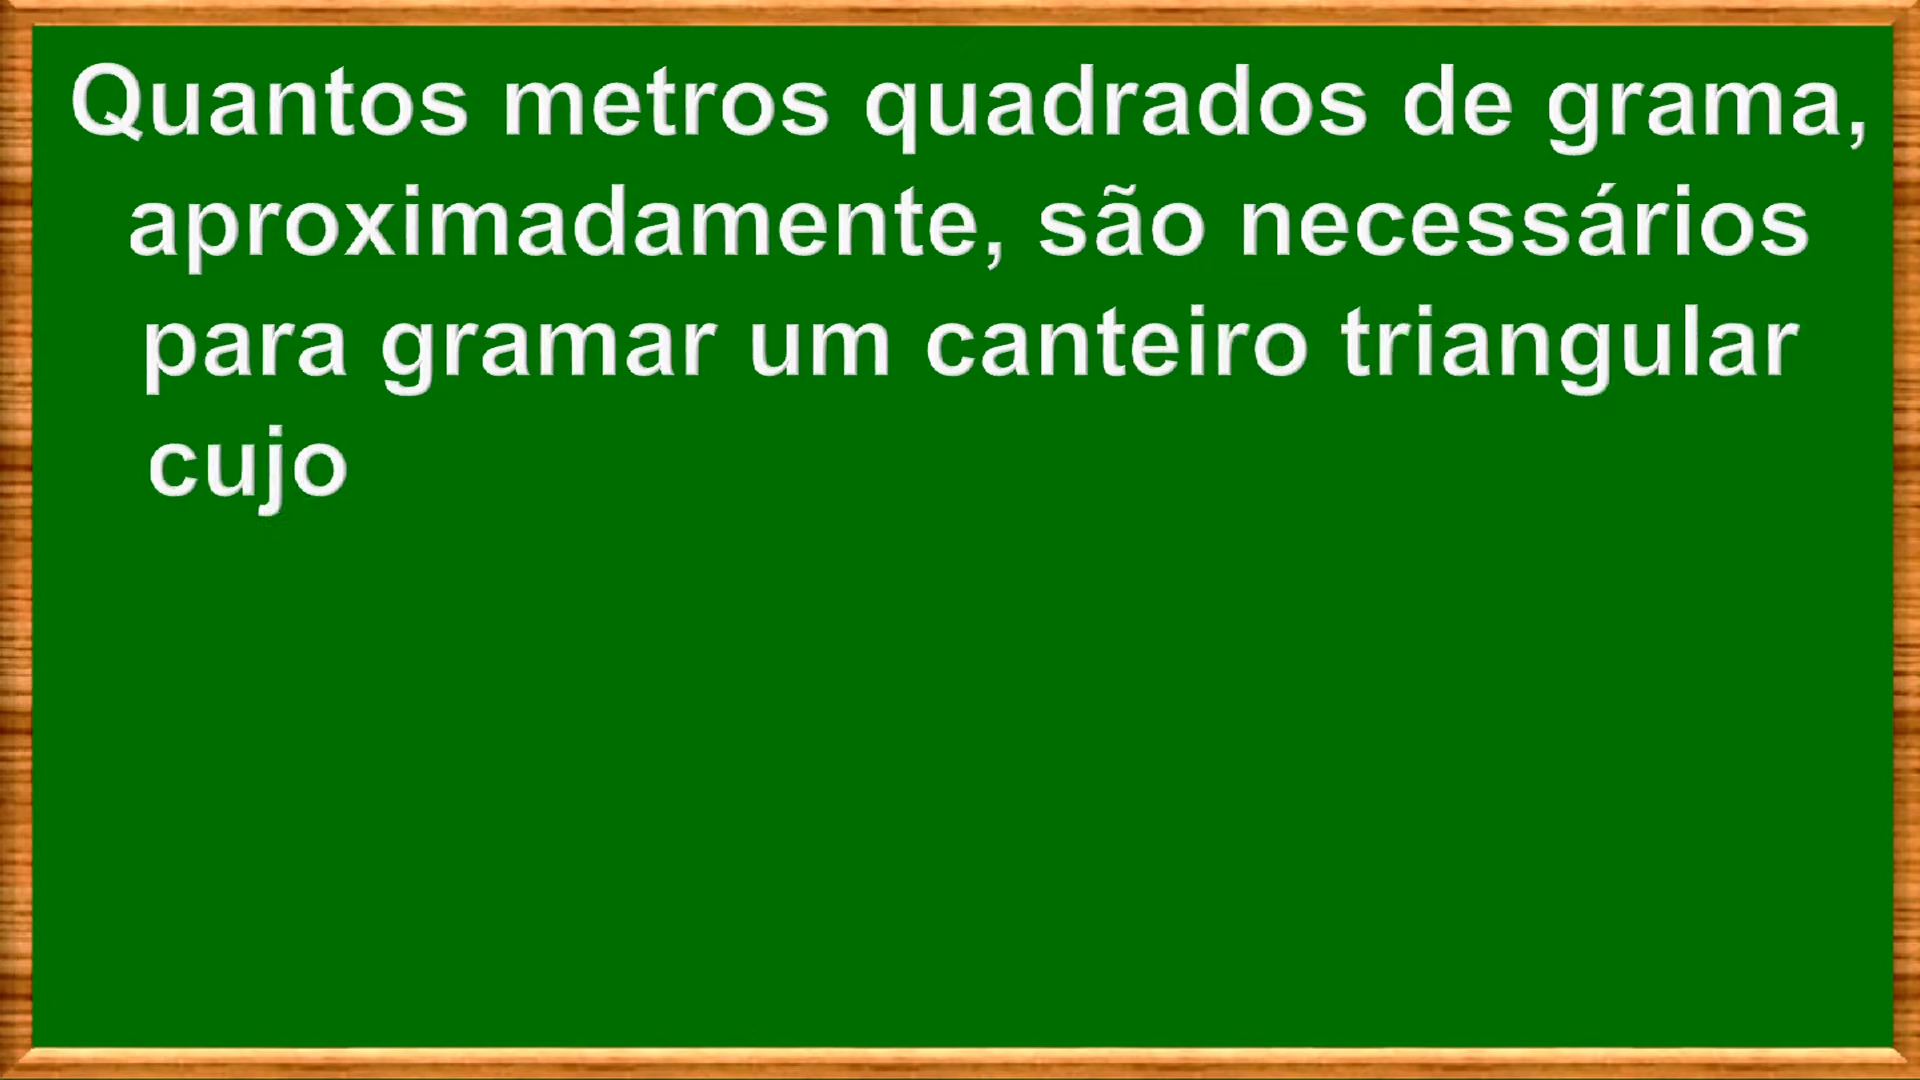 Quantos metros quadrados de grama,
aproximadamente, são necessários
para gramar um canteiro triangular
cujo